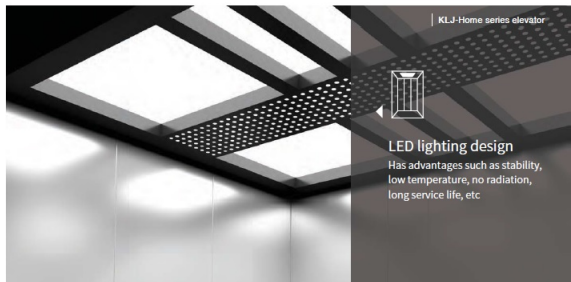 KLJ-Home series elevator
LED lighting design
Has advantages such as stability,
low temperature, no radiation,
long service life, etc